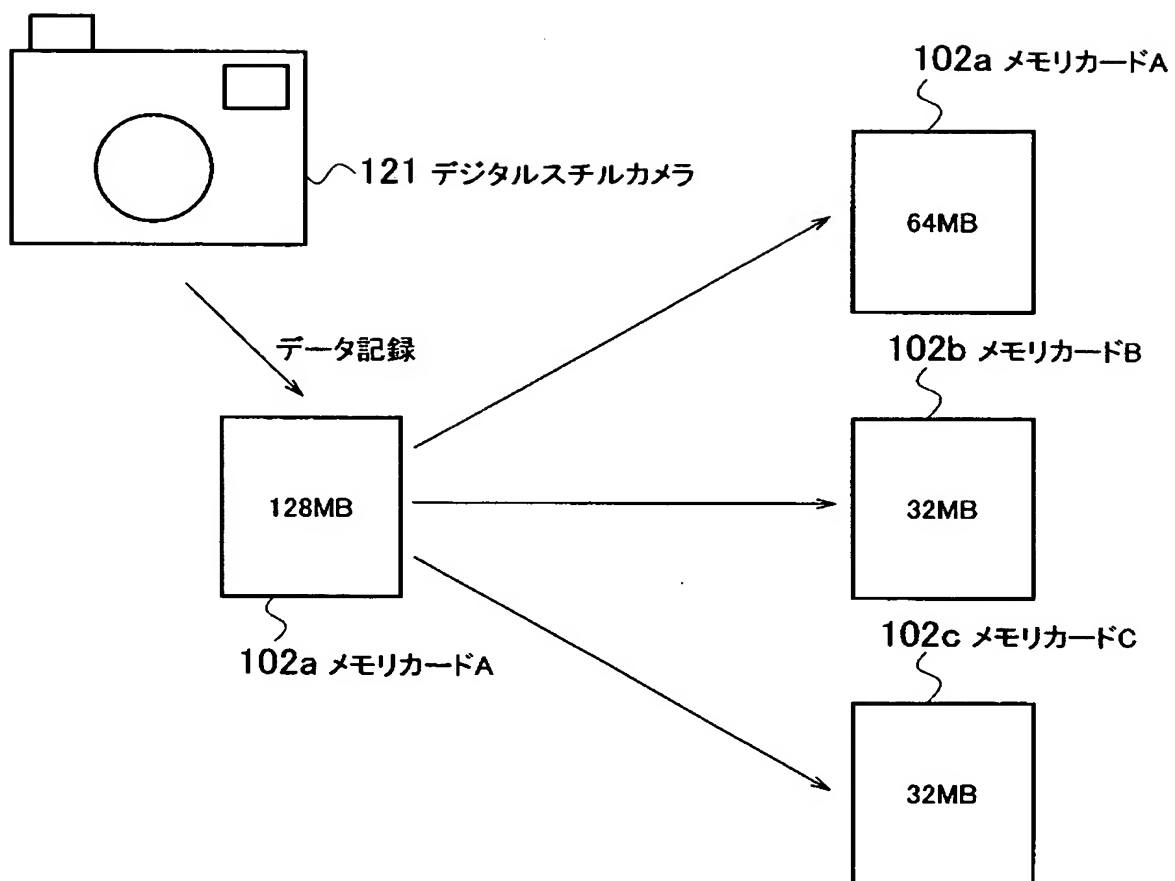 102a メモリカードA
121 デジタルスチルカメラ
64MB
データ記録
102b メモリカードB
128MB
32MB
102c メモリカードC
102a メモリカードA
32MB